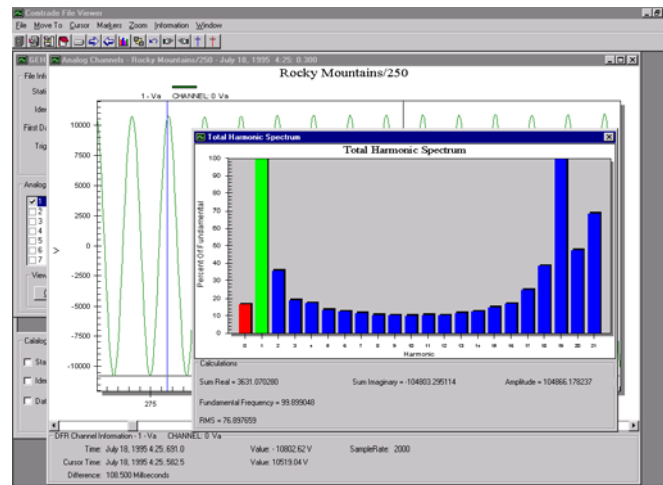 Comtrade File Viewer
File Move To Cursor Markers Zoom Information Window
Analog Channels - Rocky Mountains/250 - July 18, 1995 4:25: 0.300
Rocky Mountains/250
File Inf
Stati
Iden
First Da
Trig
1 - Va CHANNEL: 0 Va
10000
7500
5000
2500
0
-2500
-5000
-7500
-10000
V
275
Analog
1
2
3
4
5
6
7
View
Catalog
Sta
Iden
Dat
Total Harmonic Spectrum
Total Harmonic Spectrum
Percent Of Fundamental
100
90
80
70
60
50
40
30
20
10
0
0 1 2 3 4 5 6 7 8 9 10 11 12 13 14 15 16 17 18 19 20 21
Harmonic
Calculations
Sum Real = 3631.070280 Sum Imaginary = -104803.295114 Amplitude = 104866.178237
Fundamental Frequency = 99.899048
RMS = 76.897659
DFR Channel Information - 1 - Va CHANNEL: 0 Va
Time: July 18, 1995 4:25: 691.0 Value: - 10802.62 V SampleRate: 2000
Cursor Time: July 18, 1995 4:25: 582.5 Value: 10519.04 V
Difference: 108.500 Milliseconds